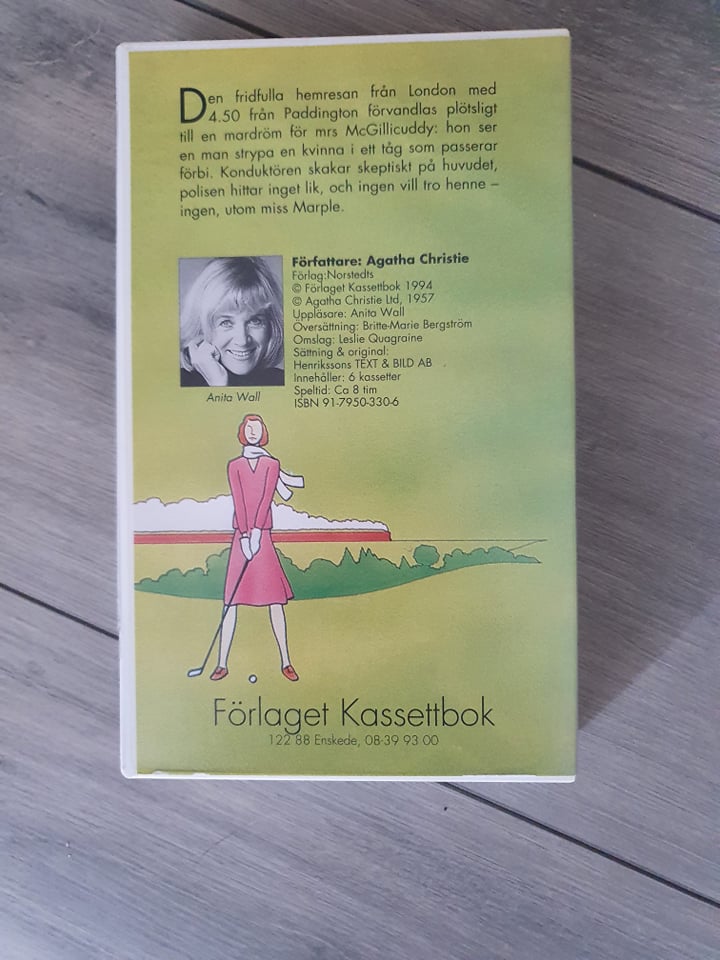 Den fridfulla hemresan från London med
4.50 från Paddington förvandlas plötsligt
till en mardröm för mrs McGillicuddy: hon ser
en man strypa en kvinna i ett tåg som passerar
förbi. Konduktören skakar skeptiskt på huvudet,
polisen hittar inget lik, och ingen vill tro henne –
ingen, utom miss Marple.
Författare: Agatha Christie
Förlag:Norstedts
© Förlaget Kassettbok 1994
© Agatha Christie Ltd, 1957
Uppläsare: Anita Wall
Översättning: Britte-Marie Bergström
Omslag: Leslie Quagraine
Sättning & original:
Henrikssons TEXT & BILD AB
Innehåller: 6 kassetter
Speltid: Ca 8 tim
ISBN 91-7950-330-6
Anita Wall
Förlaget Kassettbok
122 88 Enskede, 08-39 93 00